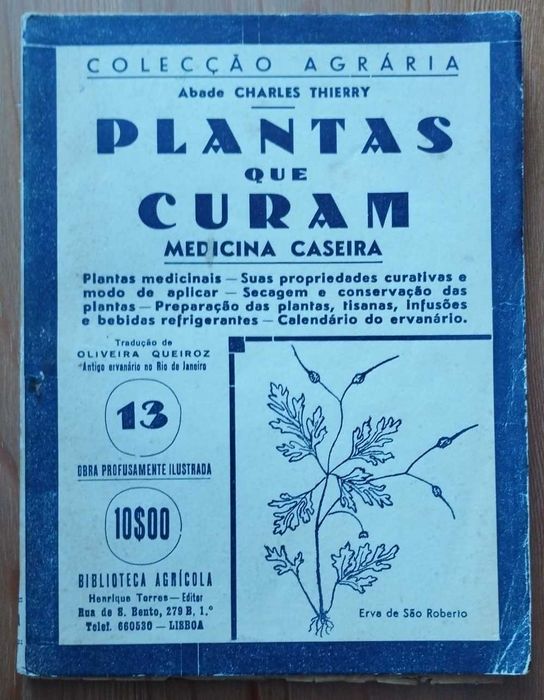 COLECÇÃO AGRÁRIA
Abade CHARLES THIERRY
PLANTAS
QUE
CURAM
MEDICINA CASEIRA
Plantas medicinais — Suas propriedades curativas e
modo de aplicar — Secagem e conservação das
plantas — Preparação das plantas, tisanas, infusões
e bebidas refrigerantes — Calendário do ervanário.
Tradução de
OLIVEIRA QUEIROZ
Antigo ervanário no Rio de Janeiro
13
OBRA PROFUSAMENTE ILUSTRADA
10$00
BIBLIOTECA AGRÍCOLA
Henrique Torres — Editor
Rua de S. Bento, 279 B, 1.°
Telef. 660530 — LISBOA
Erva de São Roberto